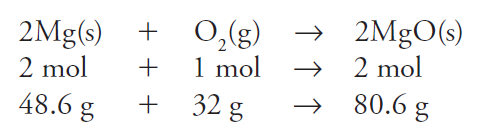 2Mg(s) + O₂(g) → 2MgO(s)
2 mol + 1 mol → 2 mol
48.6 g + 32 g → 80.6 g